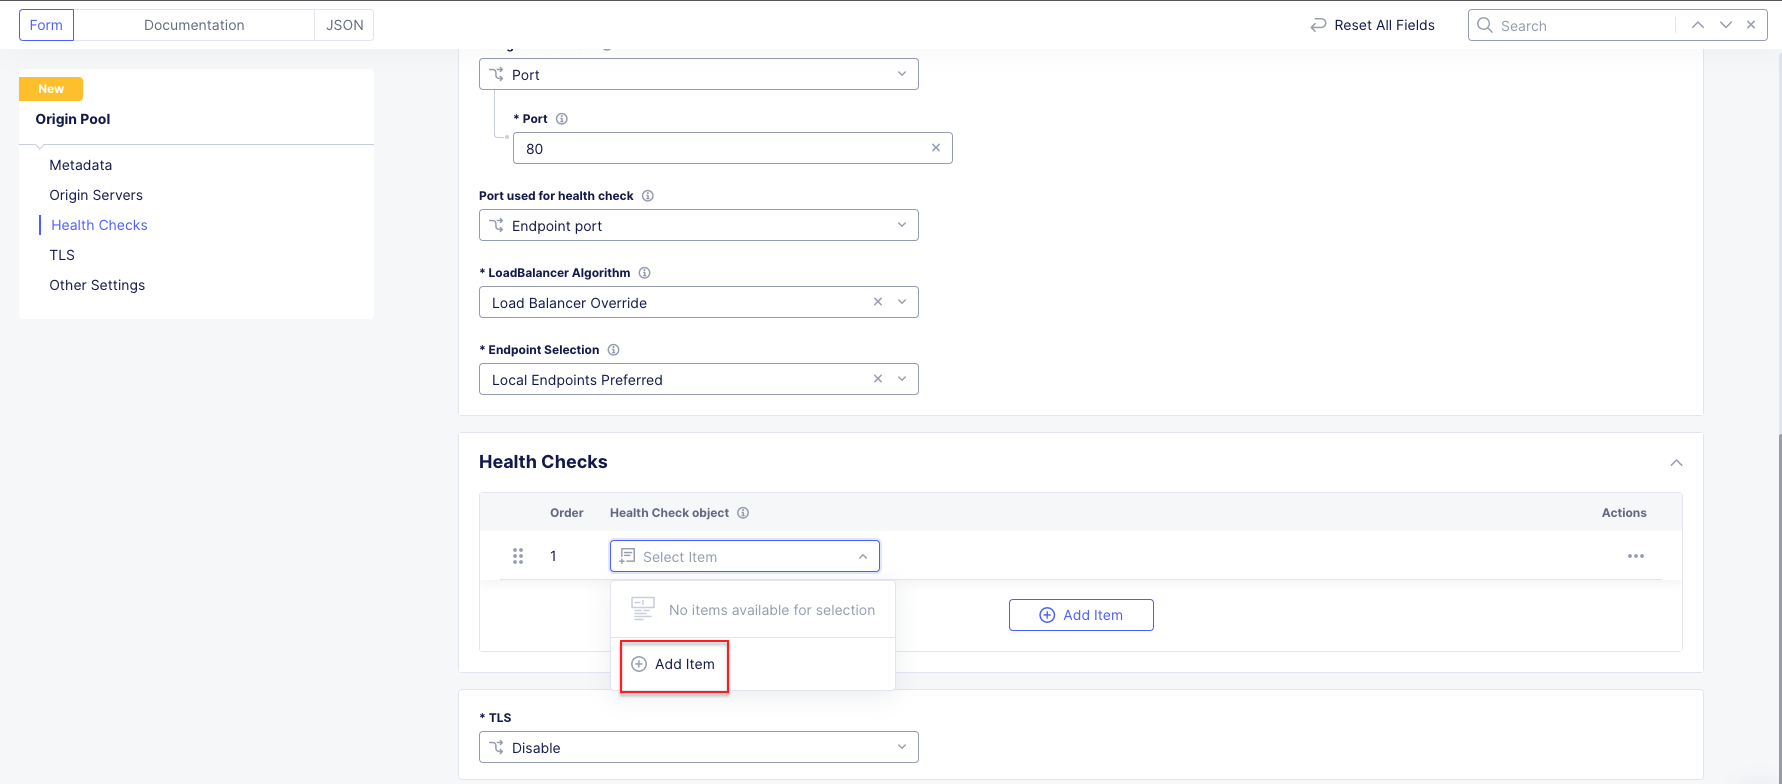 Form
Documentation
JSON
Reset All Fields
Search
New
Origin Pool
Metadata
Origin Servers
Health Checks
TLS
Other Settings
Port
* Port
80
Port used for health check
Endpoint port
* LoadBalancer Algorithm
Load Balancer Override
* Endpoint Selection
Local Endpoints Preferred
Health Checks
Order
Health Check object
Actions
1
Select Item
No items available for selection
Add Item
Add Item
* TLS
Disable